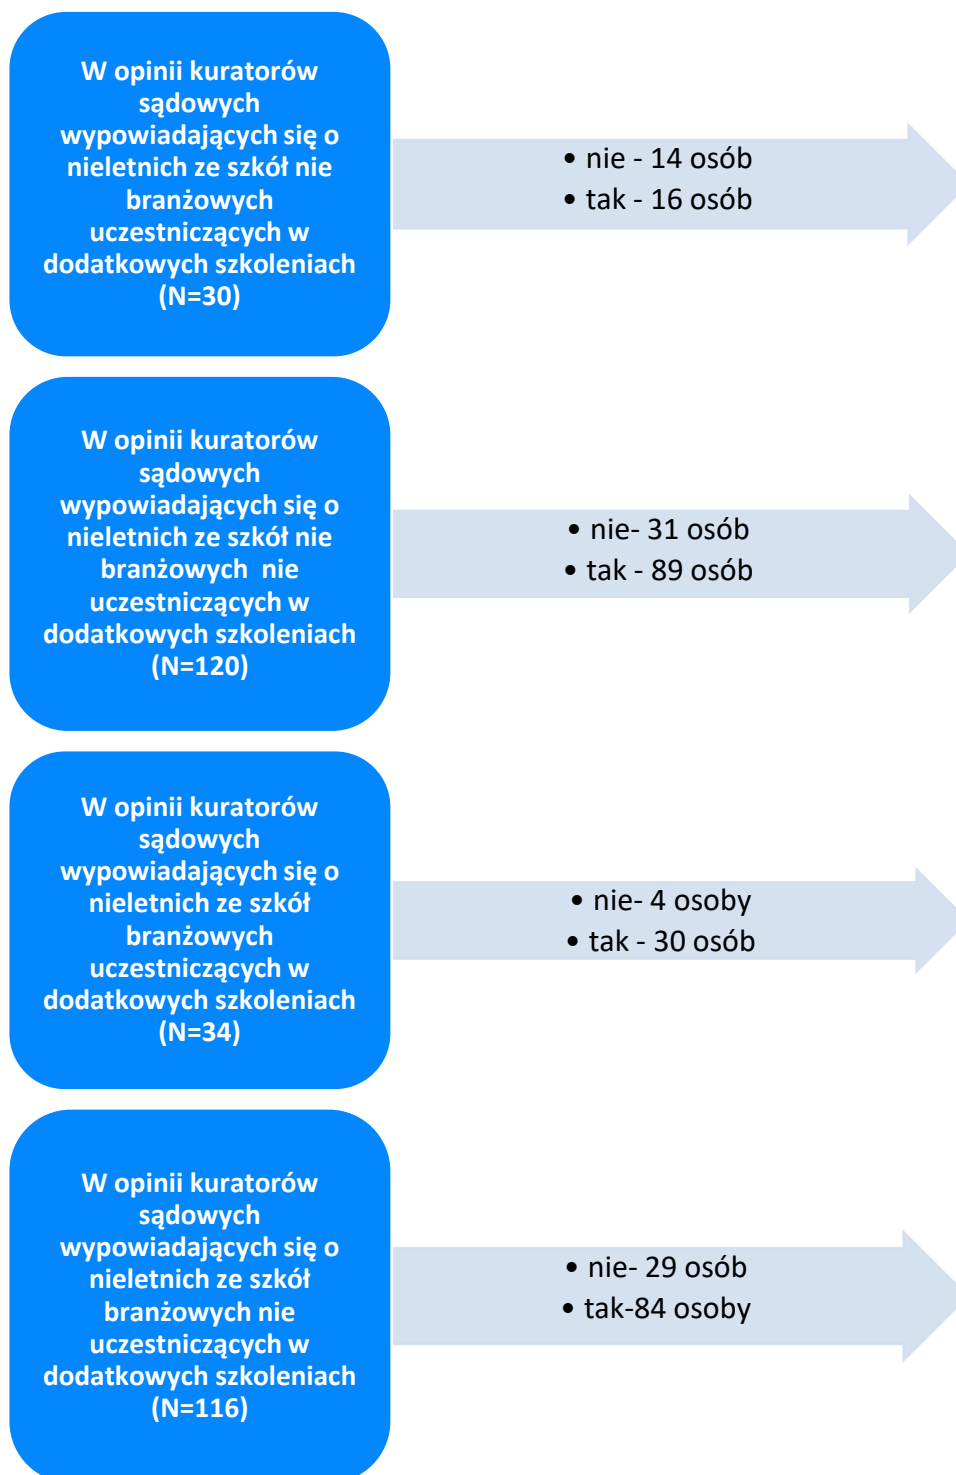 W opinii kuratorów
sądowych
wypowiadających się o
nieletnich ze szkół nie
branżowych
uczestniczących w
dodatkowych szkoleniach
(N=30)
• nie - 14 osób
• tak - 16 osób
W opinii kuratorów
sądowych
wypowiadających się o
nieletnich ze szkół nie
branżowych nie
uczestniczących w
dodatkowych szkoleniach
(N=120)
• nie- 31 osób
• tak - 89 osób
W opinii kuratorów
sądowych
wypowiadających się o
nieletnich ze szkół
branżowych
uczestniczących w
dodatkowych szkoleniach
(N=34)
• nie- 4 osoby
• tak - 30 osób
W opinii kuratorów
sądowych
wypowiadających się o
nieletnich ze szkół
branżowych nie
uczestniczących w
dodatkowych szkoleniach
(N=116)
• nie- 29 osób
• tak-84 osoby